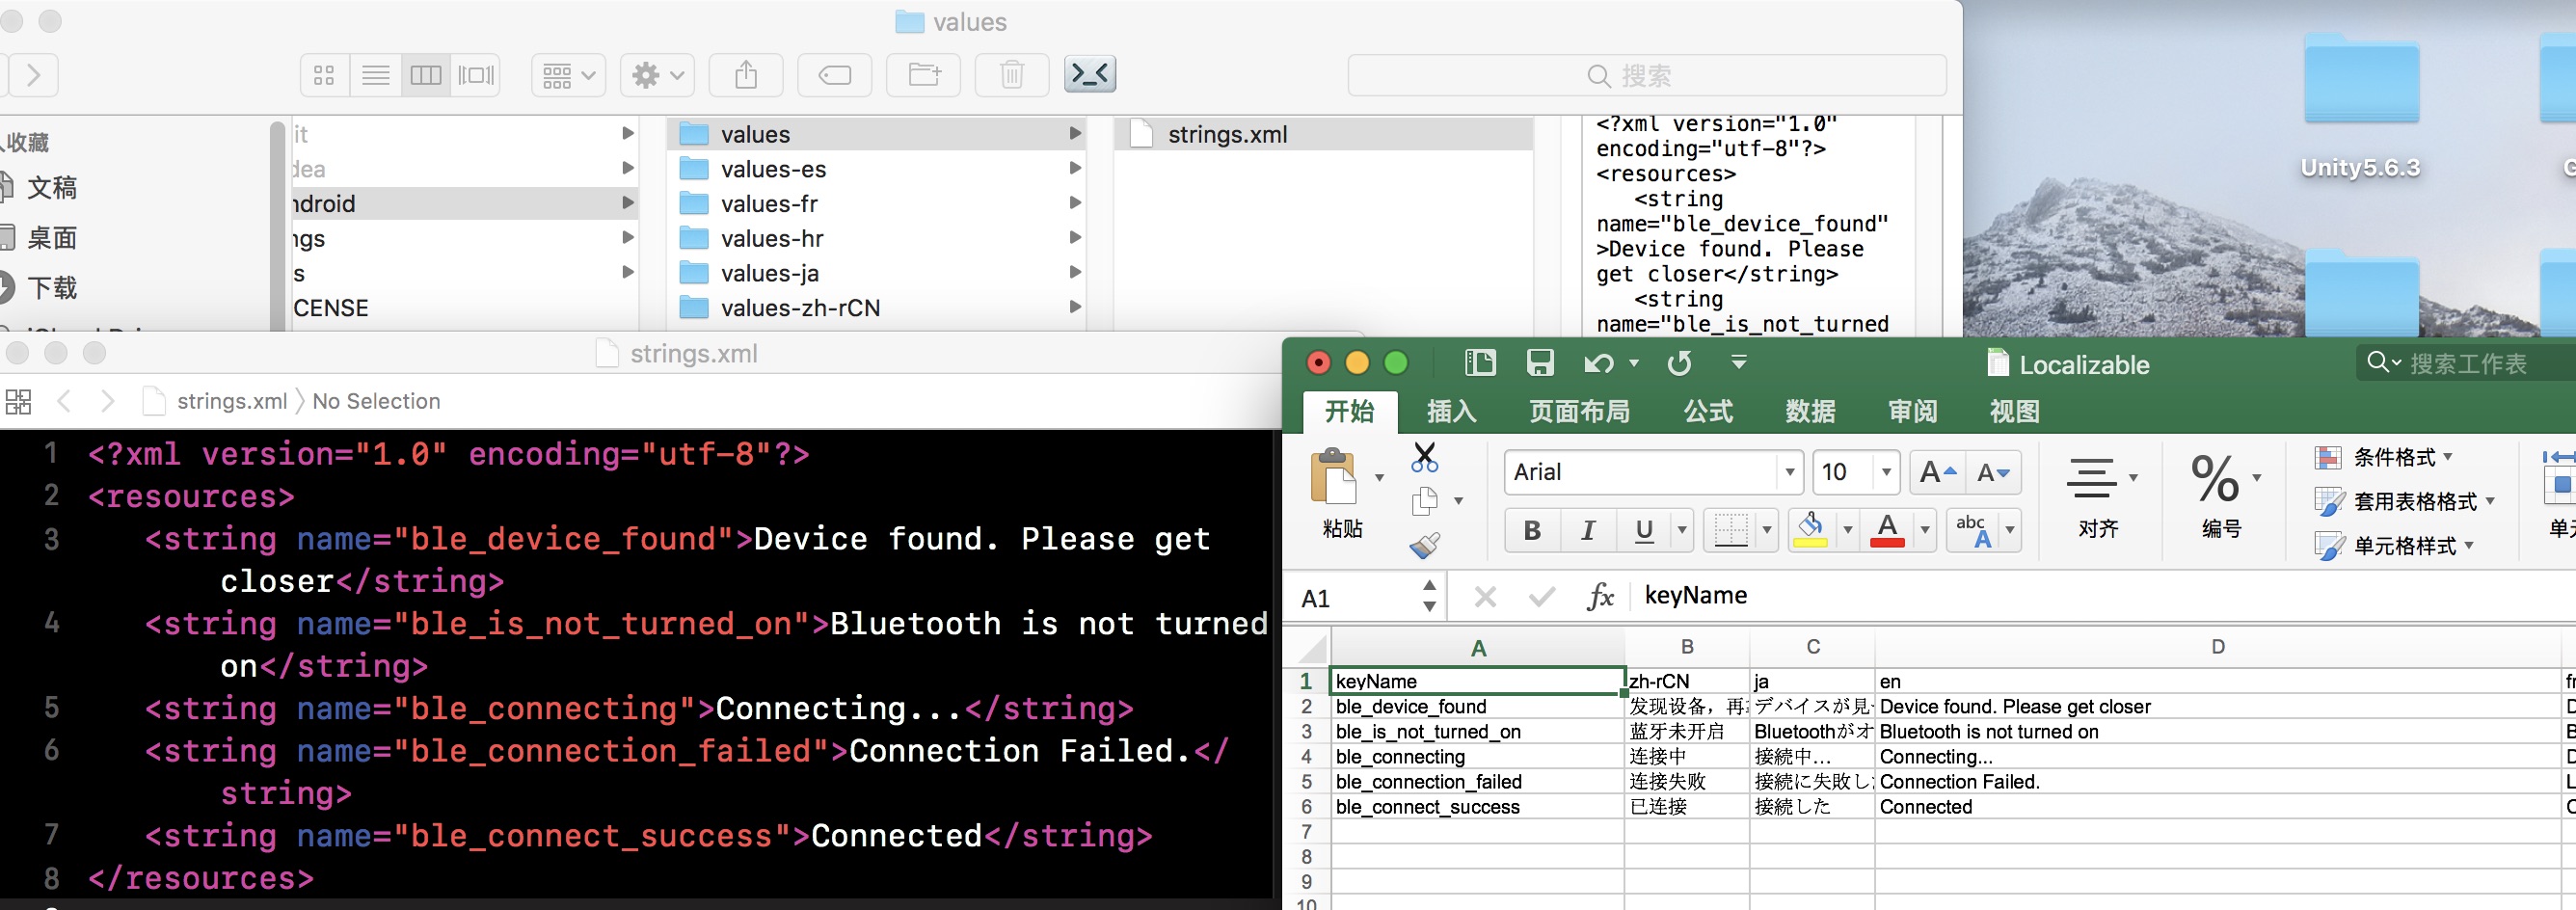 values
搜索
收藏
文稿
桌面
下载
it
dea
ndroid
ngs
s
CENSE
values
values-es
values-fr
values-hr
values-ja
values-zh-rCN
strings.xml
<?xml version="1.0"
encoding="utf-8"?>
<resources>
<string
name="ble_device_found"
>Device found. Please
get closer</string>
<string
name="ble_is_not_turned
Unity5.6.3
G
strings.xml
strings.xml 〉 No Selection
1 <?xml version="1.0" encoding="utf-8"?>
2 <resources>
3 <string name="ble_device_found">Device found. Please get
closer</string>
4 <string name="ble_is_not_turned_on">Bluetooth is not turned
on</string>
5 <string name="ble_connecting">Connecting...</string>
6 <string name="ble_connection_failed">Connection Failed.</
string>
7 <string name="ble_connect_success">Connected</string>
8 </resources>
Localizable
搜索工作表
开始 插入 页面布局 公式 数据 审阅 视图
粘贴
Arial 10 A A
B I U A abc A
对齐
% 编号
条件格式
套用表格格式
单元格样式
A1 fx keyName
A B C D
1 keyName zh-rCN ja en
2 ble_device_found 发现设备，再 デバイスが見 Device found. Please get closer D
3 ble_is_not_turned_on 蓝牙未开启 Bluetoothがオ Bluetooth is not turned on B
4 ble_connecting 连接中 接続中... Connecting... D
5 ble_connection_failed 连接失败 接続に失敗し Connection Failed. L
6 ble_connect_success 已连接 接続した Connected C
7
8
9
10